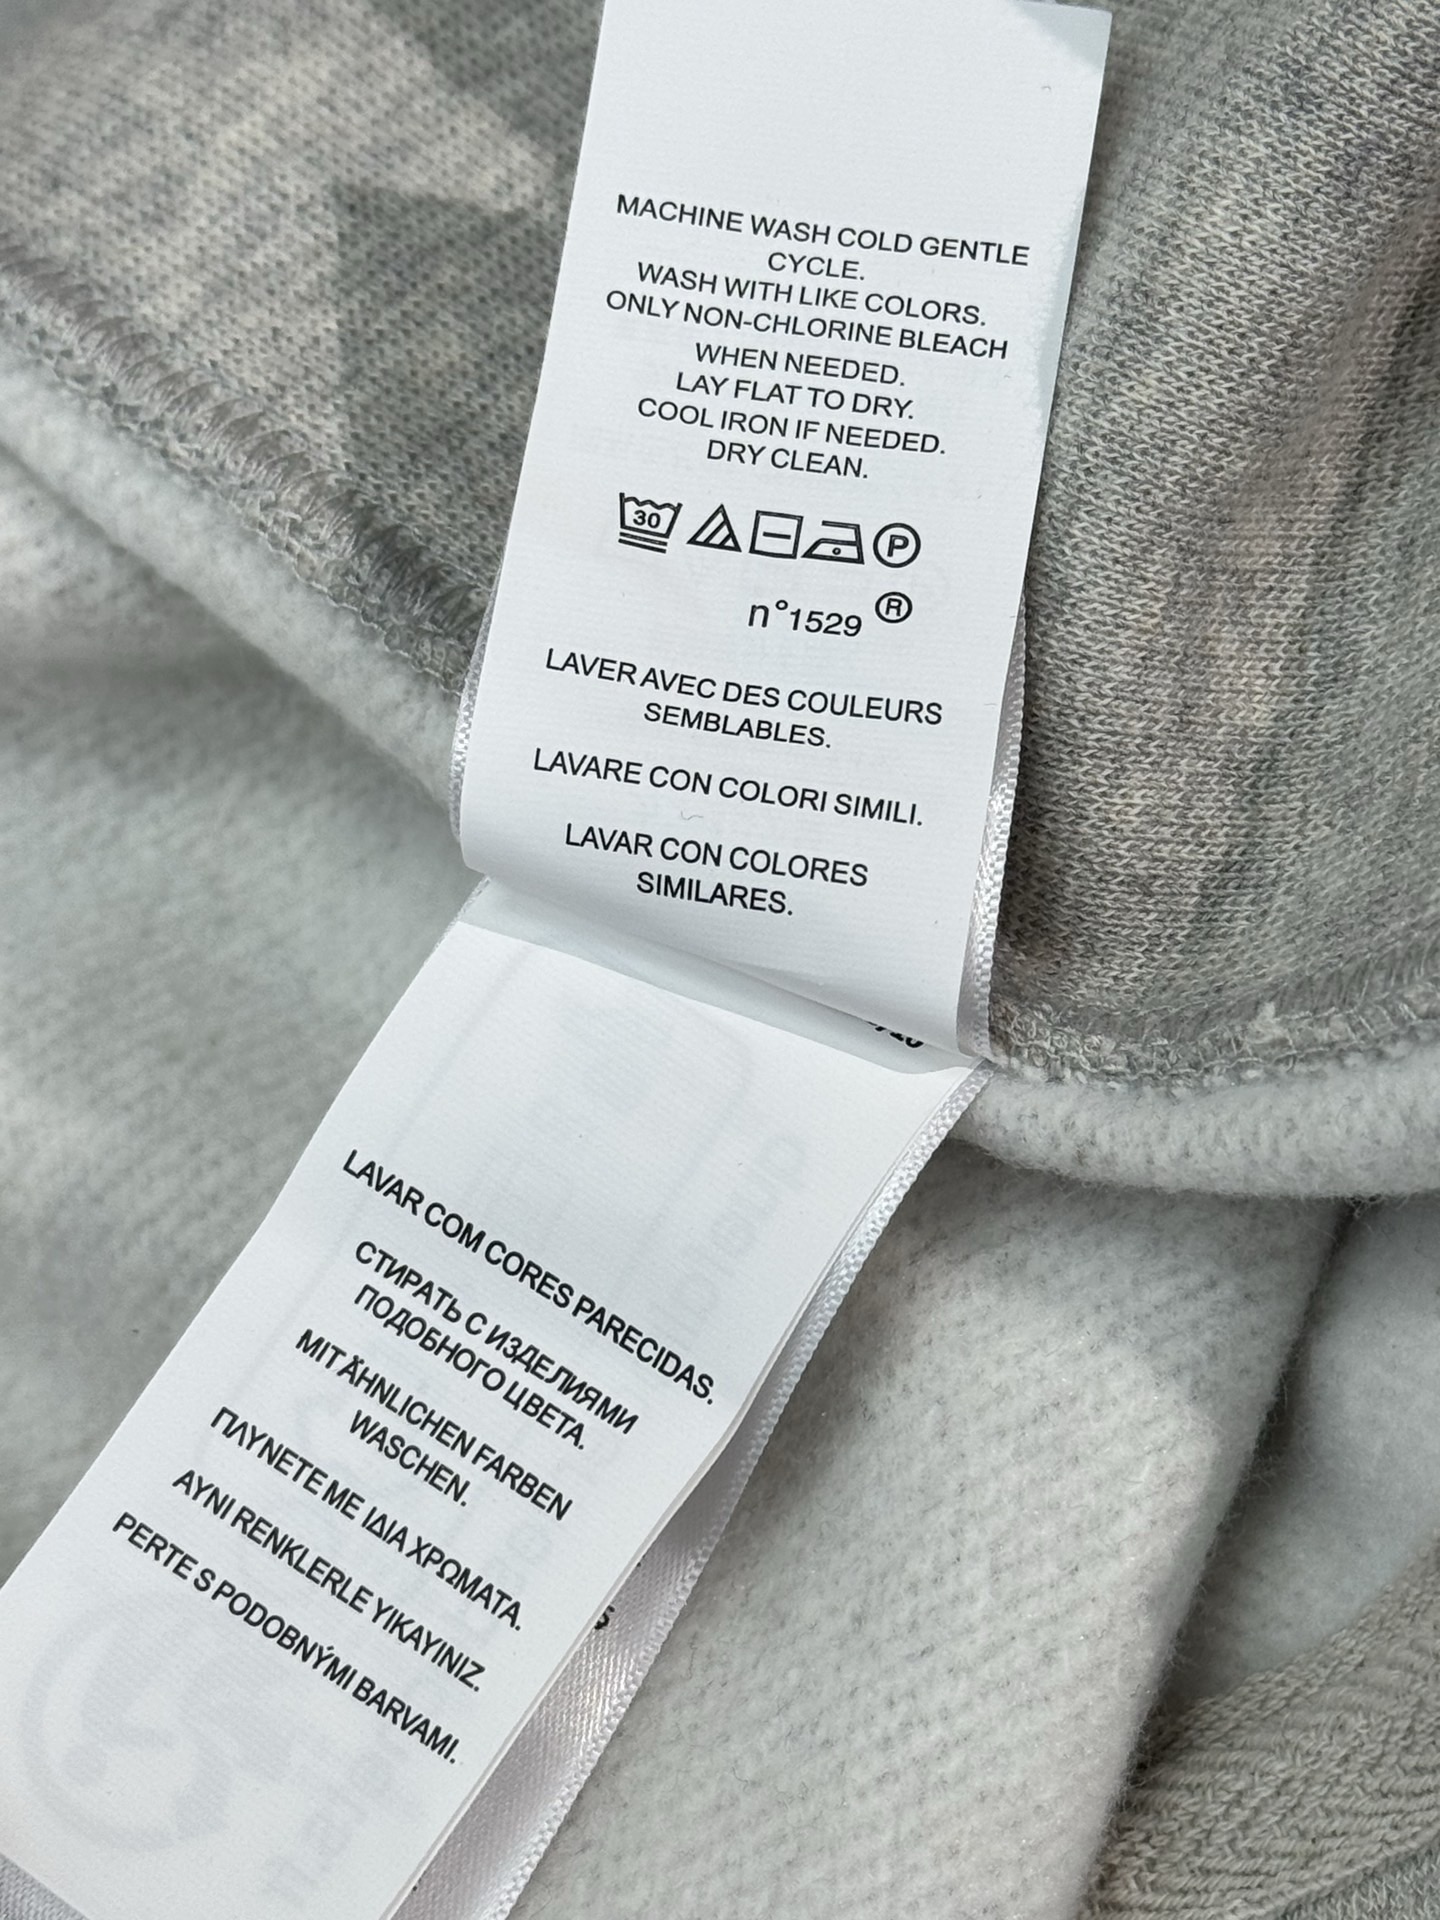 MACHINE WASH COLD GENTLE
CYCLE.
WASH WITH LIKE COLORS.
ONLY NON-CHLORINE BLEACH
WHEN NEEDED.
LAY FLAT TO DRY.
COOL IRON IF NEEDED.
DRY CLEAN.
30 P
n°1529 ®
LAVER AVEC DES COULEURS
SEMBLABLES.
LAVARE CON COLORI SIMILI.
LAVAR CON COLORES
SIMILARES.
LAVAR COM CORES PARECIDAS.
СТИРАТЬ С ИЗДЕЛИЯМИ
ПОДОБНОГО ЦВЕТА.
MIT ÄHNLICHEN FARBEN
WASCHEN.
ΠΛΥΝΕΤΕ ΜΕ ΙΔΙΑ ΧΡΩΜΑΤΑ.
AYNI RENKLERLE YIKAYINIZ.
PERTE S PODOBNÝMI BARVAMI.